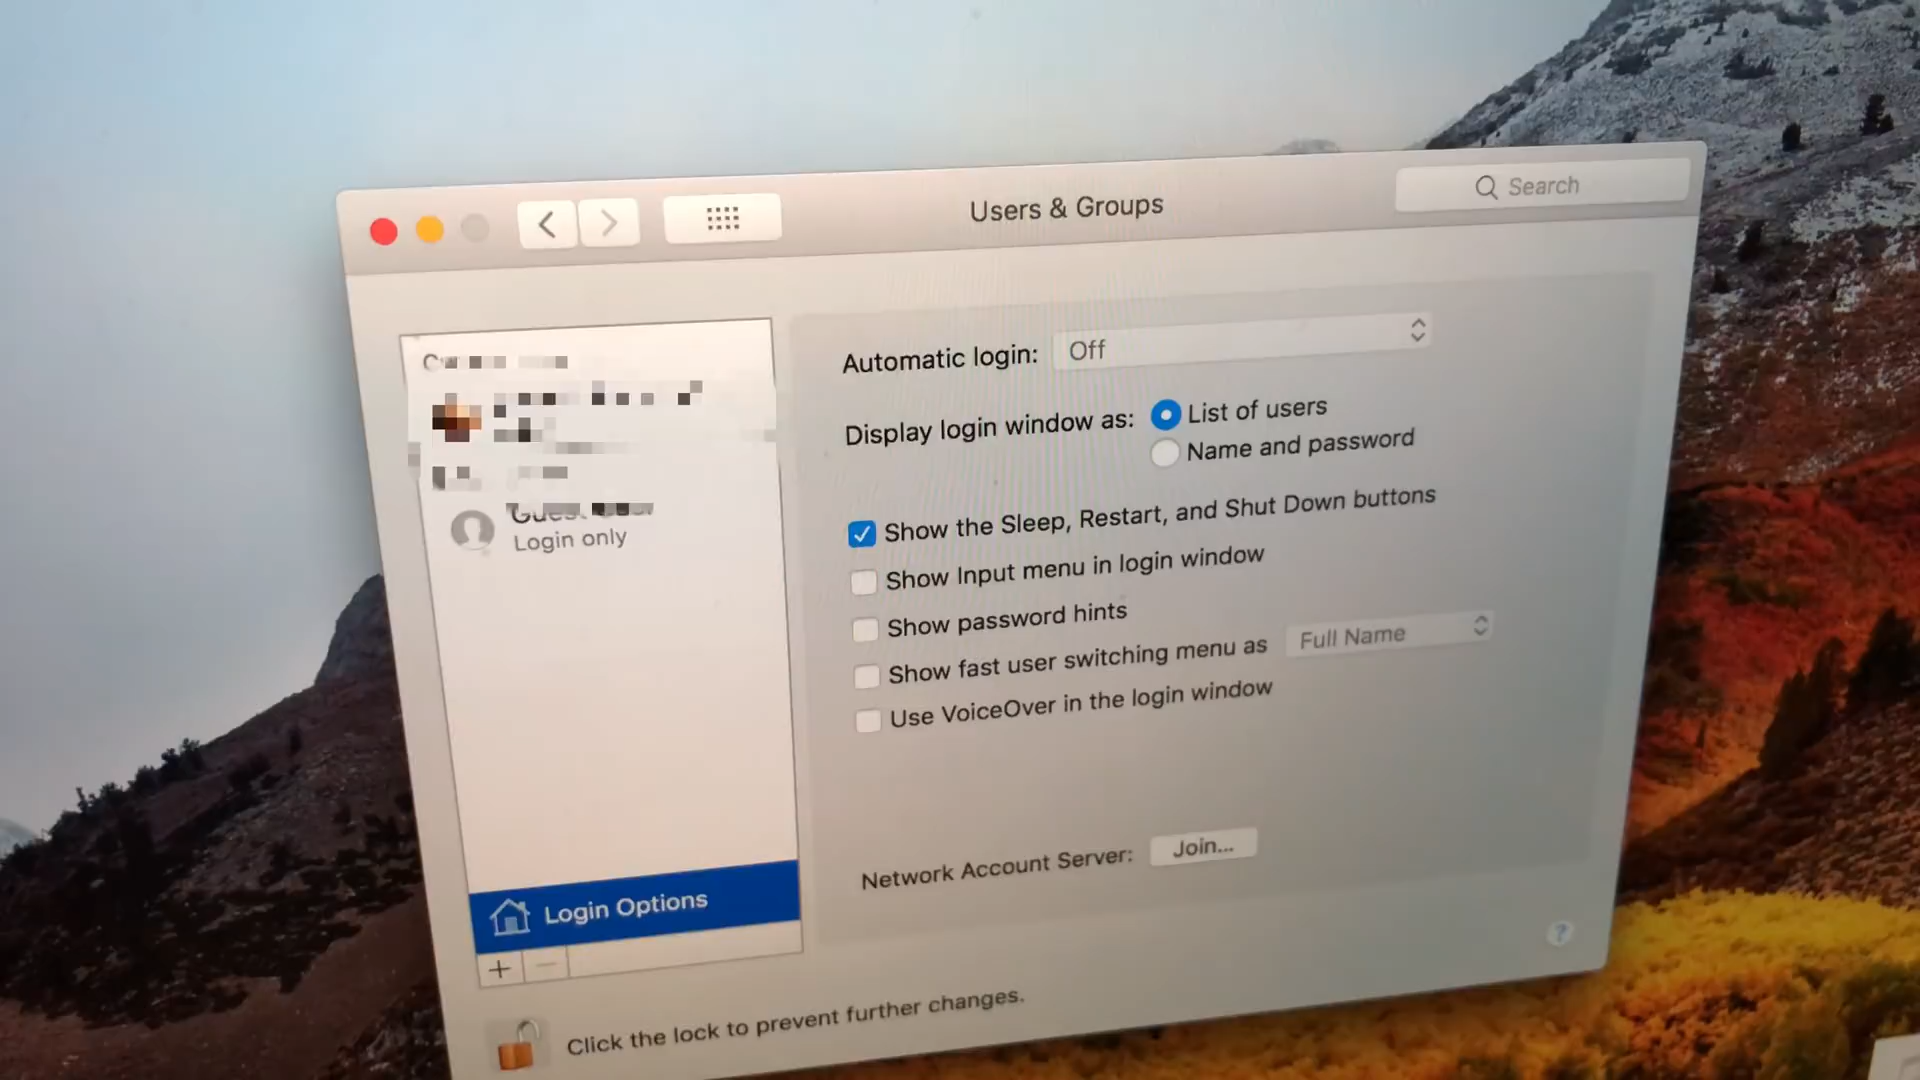 Users & Groups
Search
Automatic login: Off
Display login window as: List of users
Name and password
Login only
Show the Sleep, Restart, and Shut Down buttons
Show Input menu in login window
Show password hints
Show fast user switching menu as Full Name
Use VoiceOver in the login window
Network Account Server: Join...
Login Options
?
Click the lock to prevent further changes.